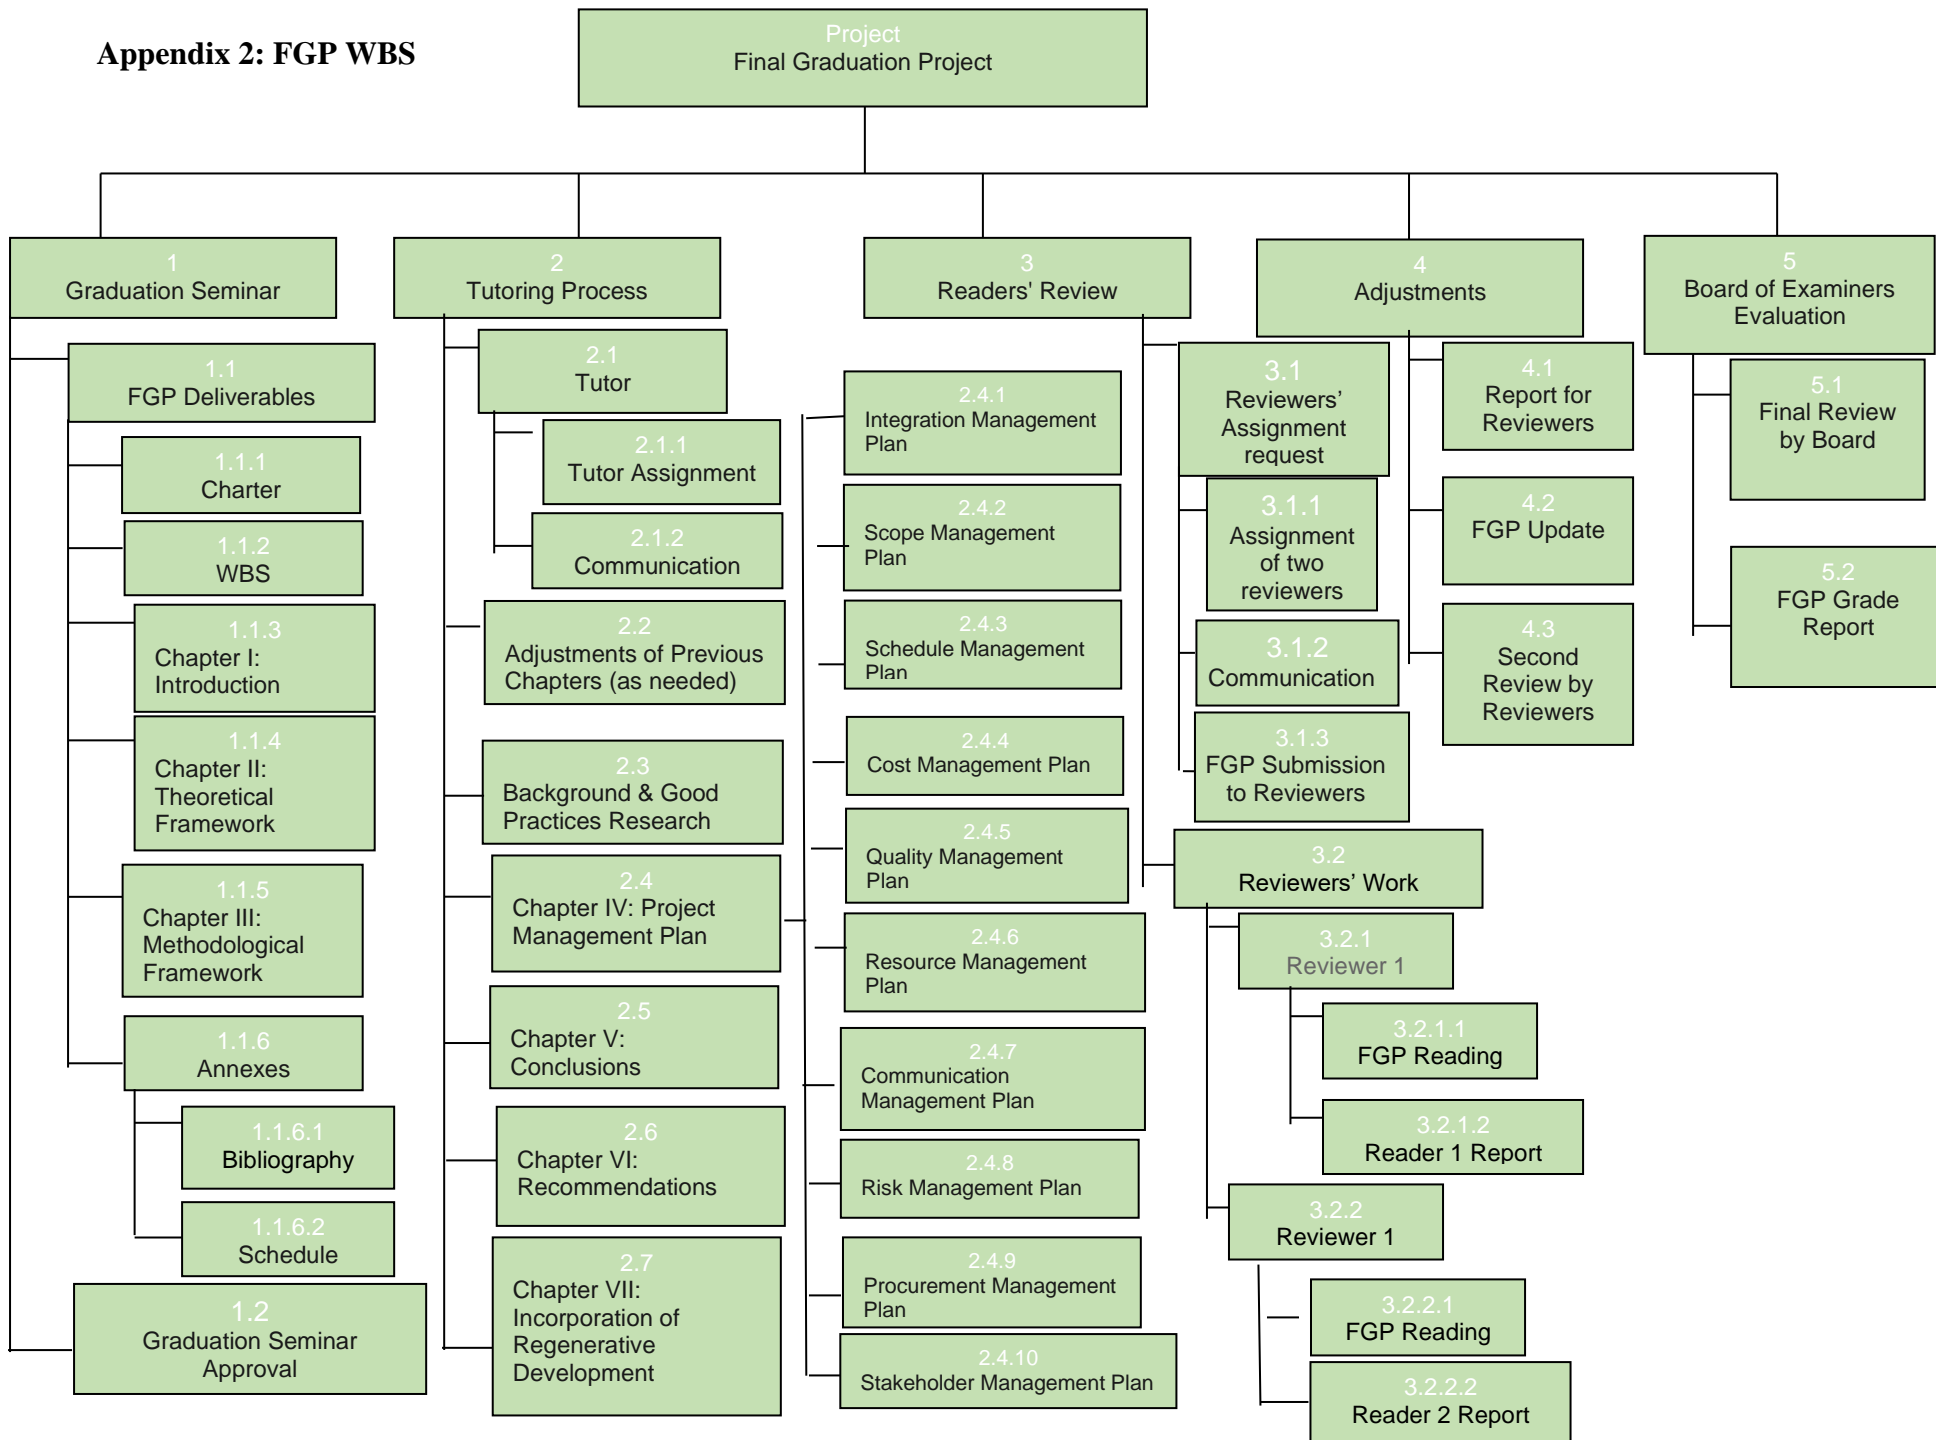 Appendix 2: FGP WBS
Project
Final Graduation Project
1
Graduation Seminar
1.1
FGP Deliverables
1.1.1
Charter
1.1.2
WBS
1.1.3
Chapter I:
Introduction
1.1.4
Chapter II:
Theoretical
Framework
1.1.5
Chapter III:
Methodological
Framework
1.1.6
Annexes
1.1.6.1
Bibliography
1.1.6.2
Schedule
1.2
Graduation Seminar
Approval
2
Tutoring Process
2.1
Tutor
2.1.1
Tutor Assignment
2.1.2
Communication
2.2
Adjustments of Previous
Chapters (as needed)
2.3
Background & Good
Practices Research
2.4
Chapter IV: Project
Management Plan
2.5
Chapter V:
Conclusions
2.6
Chapter VI:
Recommendations
2.7
Chapter VII:
Incorporation of
Regenerative
Development
2.4.1
Integration Management
Plan
2.4.2
Scope Management
Plan
2.4.3
Schedule Management
Plan
2.4.4
Cost Management Plan
2.4.5
Quality Management
Plan
2.4.6
Resource Management
Plan
2.4.7
Communication
Management Plan
2.4.8
Risk Management Plan
2.4.9
Procurement Management
Plan
2.4.10
Stakeholder Management Plan
3
Readers' Review
3.1
Reviewers’
Assignment
request
3.1.1
Assignment
of two
reviewers
3.1.2
Communication
3.1.3
FGP Submission
to Reviewers
3.2
Reviewers’ Work
3.2.1
Reviewer 1
3.2.1.1
FGP Reading
3.2.1.2
Reader 1 Report
3.2.2
Reviewer 1
3.2.2.1
FGP Reading
3.2.2.2
Reader 2 Report
4
Adjustments
4.1
Report for
Reviewers
4.2
FGP Update
4.3
Second
Review by
Reviewers
5
Board of Examiners
Evaluation
5.1
Final Review
by Board
5.2
FGP Grade
Report